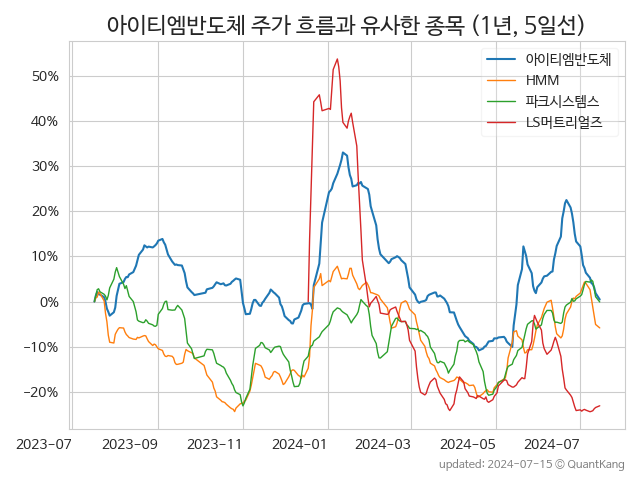 아이티엠반도체 주가 흐름과 유사한 종목 (1년, 5일선)
아이티엠반도체
HMM
파크시스템스
LS머트리얼즈
50%
40%
30%
20%
10%
0%
−10%
−20%
2023-07 2023-09 2023-11 2024-01 2024-03 2024-05 2024-07
updated: 2024-07-15 © QuantKang